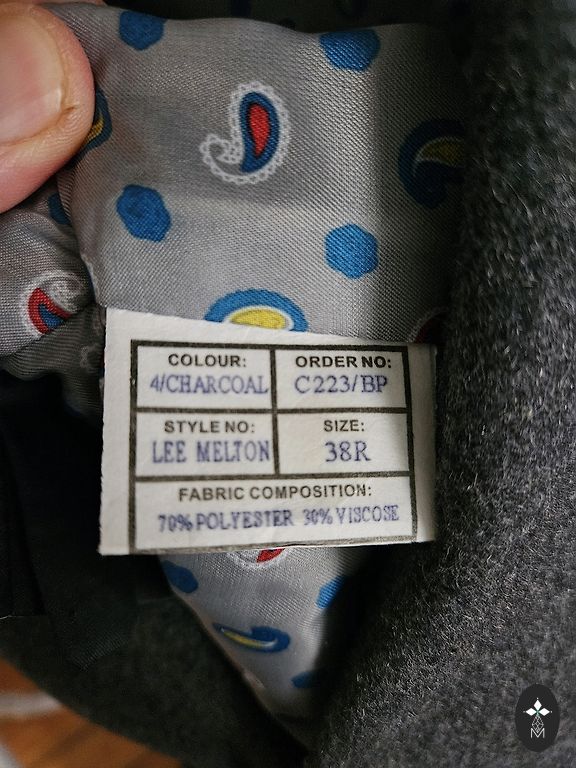 COLOUR:
4/CHARCOAL
ORDER NO:
C223/BP
STYLE NO:
LEE MELTON
SIZE:
38R
FABRIC COMPOSITION:
70% POLYESTER 30% VISCOSE
M